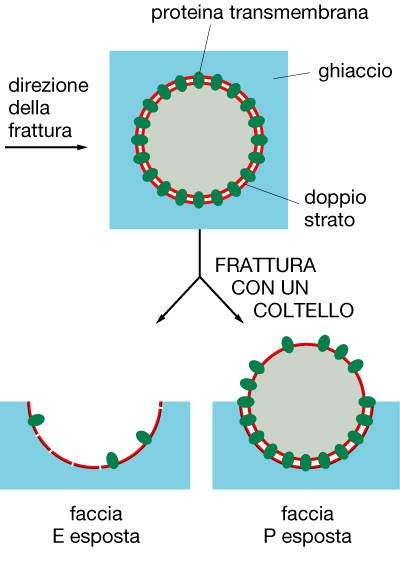 proteina transmembrana
ghiaccio
direzione
della
frattura
doppio
strato
FRATTURA
CON UN
COLTELLO
faccia
E esposta
faccia
P esposta